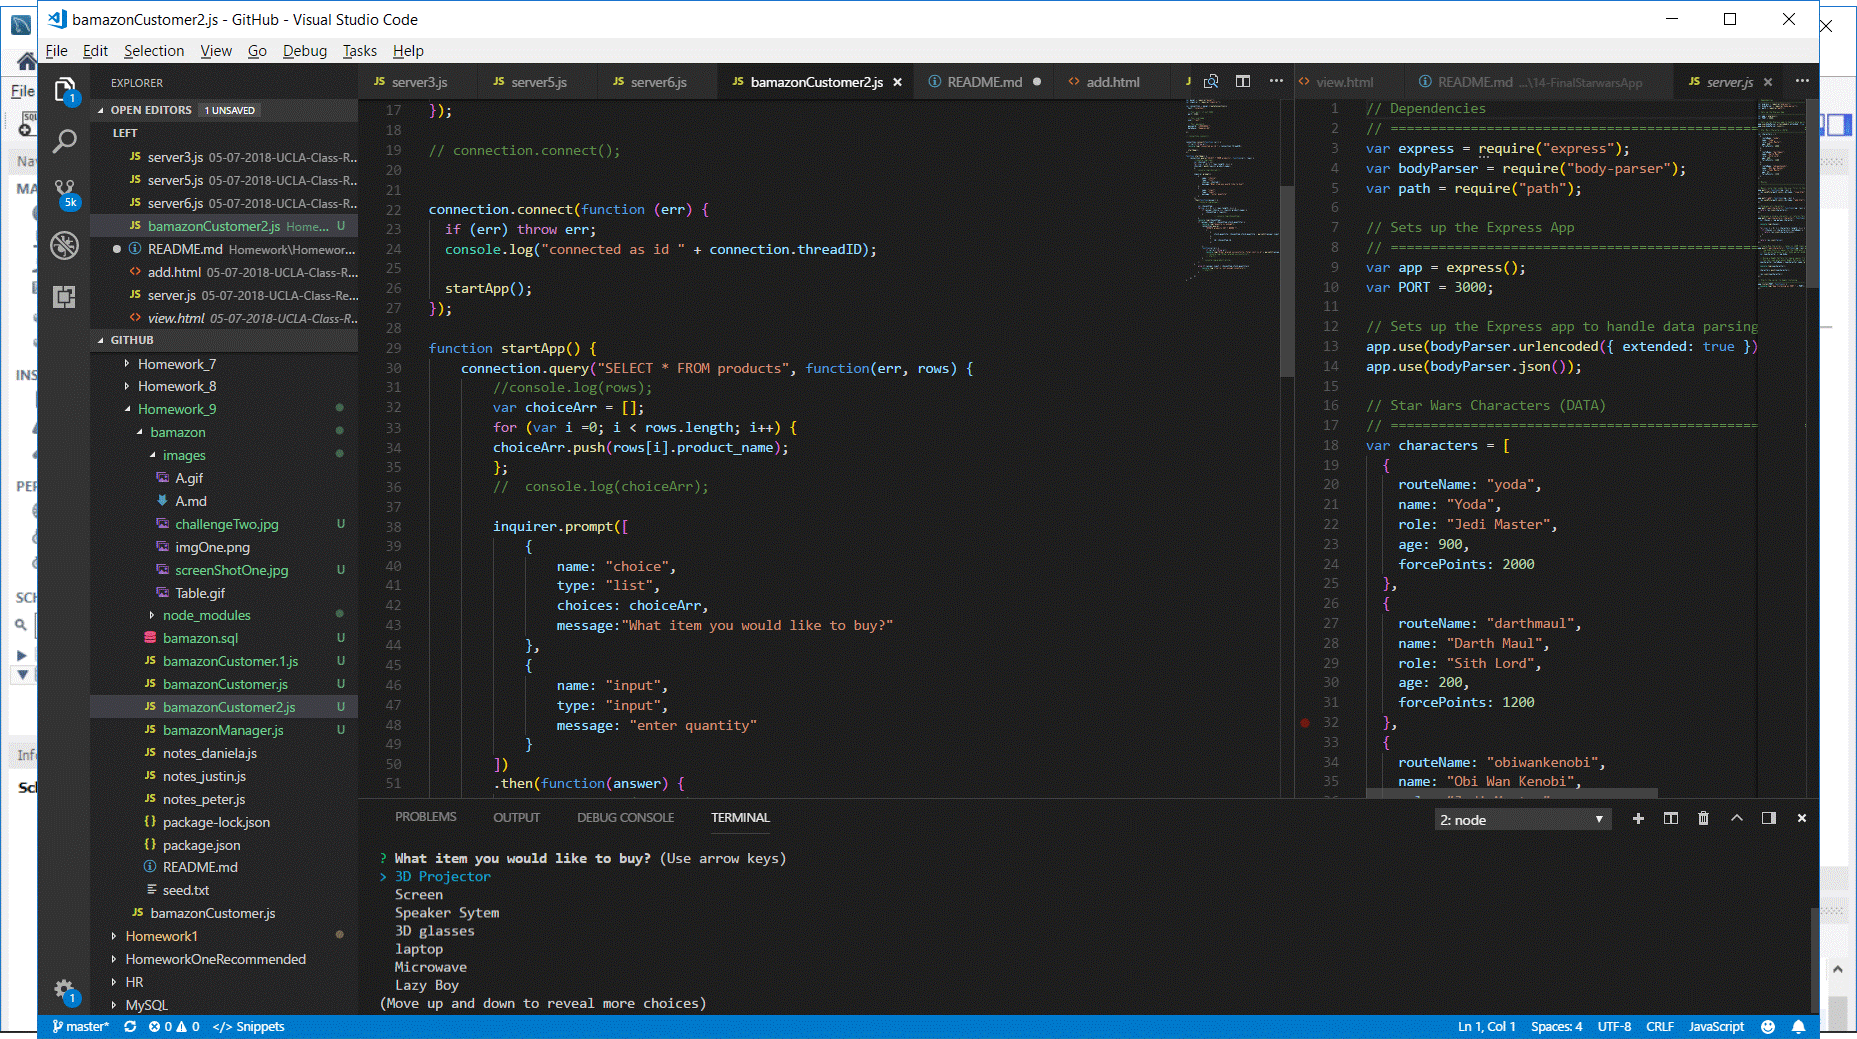 bamazonCustomer2.js - GitHub - Visual Studio Code
File Edit Selection View Go Debug Tasks Help
EXPLORER
OPEN EDITORS 1 UNSAVED
LEFT
JS server3.js 05-07-2018-UCLA-Class-R...
JS server5.js 05-07-2018-UCLA-Class-R...
JS server6.js 05-07-2018-UCLA-Class-R...
JS bamazonCustomer2.js Home... U
README.md Homework\Homewor...
<> add.html 05-07-2018-UCLA-Class-R...
JS server.js 05-07-2018-UCLA-Class-Re...
<> view.html 05-07-2018-UCLA-Class-R...
GITHUB
Homework_7
Homework_8
Homework_9
bamazon
images
A.gif
A.md
challengeTwo.jpg U
imgOne.png
screenShotOne.jpg U
Table.gif
node_modules
bamazon.sql U
JS bamazonCustomer.1.js U
JS bamazonCustomer.js U
JS bamazonCustomer2.js U
JS bamazonManager.js U
JS notes_daniela.js
JS notes_justin.js
JS notes_peter.js
{} package-lock.json
{} package.json
README.md
seed.txt
JS bamazonCustomer.js
Homework1
HomeworkOneRecommended
HR
MySQL
1
5k
1
JS server3.js JS server5.js JS server6.js JS bamazonCustomer2.js × README.md <> add.html
17 });
18
19 // connection.connect();
20
21
22 connection.connect(function (err) {
23 if (err) throw err;
24 console.log("connected as id " + connection.threadID);
25
26 startApp();
27 });
28
29 function startApp() {
30 connection.query("SELECT * FROM products", function(err, rows) {
31 //console.log(rows);
32 var choiceArr = [];
33 for (var i =0; i < rows.length; i++) {
34 choiceArr.push(rows[i].product_name);
35 };
36 // console.log(choiceArr);
37
38 inquirer.prompt([
39 {
40 name: "choice",
41 type: "list",
42 choices: choiceArr,
43 message:"What item you would like to buy?"
44 },
45 {
46 name: "input",
47 type: "input",
48 message: "enter quantity"
49 }
50 ])
51 .then(function(answer) {
<> view.html README.md ...\14-FinalStarwarsApp JS server.js ×
1 // Dependencies
2 // ==============================================
3 var express = require("express");
4 var bodyParser = require("body-parser");
5 var path = require("path");
6
7 // Sets up the Express App
8 // ==============================================
9 var app = express();
10 var PORT = 3000;
11
12 // Sets up the Express app to handle data parsing
13 app.use(bodyParser.urlencoded({ extended: true })
14 app.use(bodyParser.json());
15
16 // Star Wars Characters (DATA)
17 // ==============================================
18 var characters = [
19 {
20 routeName: "yoda",
21 name: "Yoda",
22 role: "Jedi Master",
23 age: 900,
24 forcePoints: 2000
25 },
26 {
27 routeName: "darthmaul",
28 name: "Darth Maul",
29 role: "Sith Lord",
30 age: 200,
31 forcePoints: 1200
32 },
33 {
34 routeName: "obiwankenobi",
35 name: "Obi Wan Kenobi",
PROBLEMS OUTPUT DEBUG CONSOLE TERMINAL 2: node
? What item you would like to buy? (Use arrow keys)
> 3D Projector
Screen
Speaker Sytem
3D glasses
laptop
Microwave
Lazy Boy
(Move up and down to reveal more choices)
master* 0 0 </> Snippets Ln 1, Col 1 Spaces: 4 UTF-8 CRLF JavaScript
File